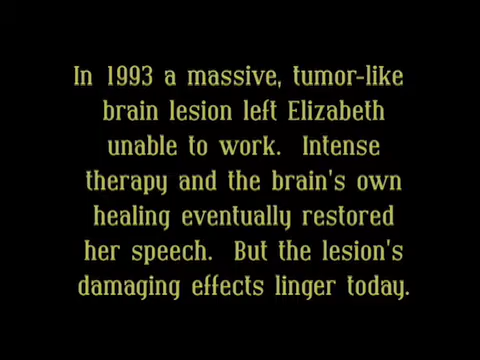 In 1993 a massive, tumor-like
brain lesion left Elizabeth
unable to work. Intense
therapy and the brain's own
healing eventually restored
her speech. But the lesion's
damaging effects linger today.